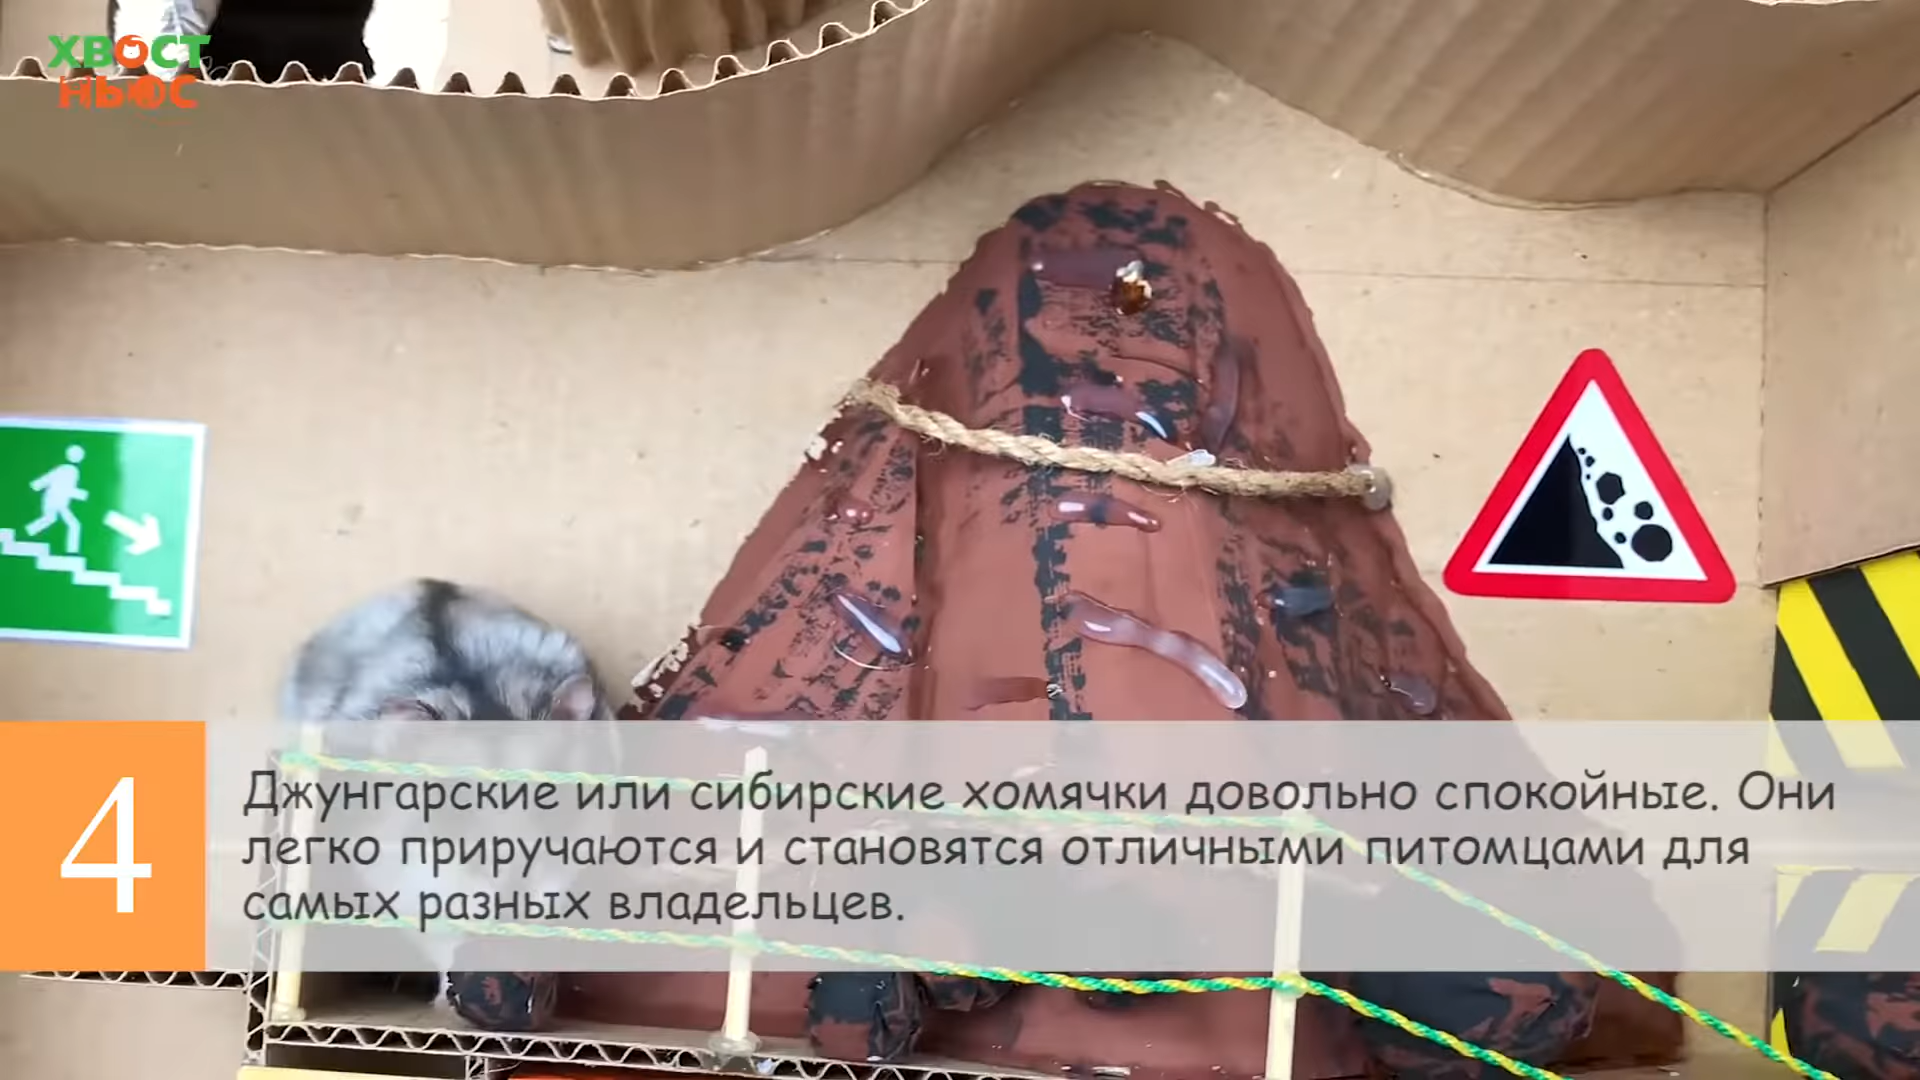 ХВОСТ
НЬЮС
4
Джунгарские или сибирские хомячки довольно спокойные. Они
легко приручаются и становятся отличными питомцами для
самых разных владельцев.